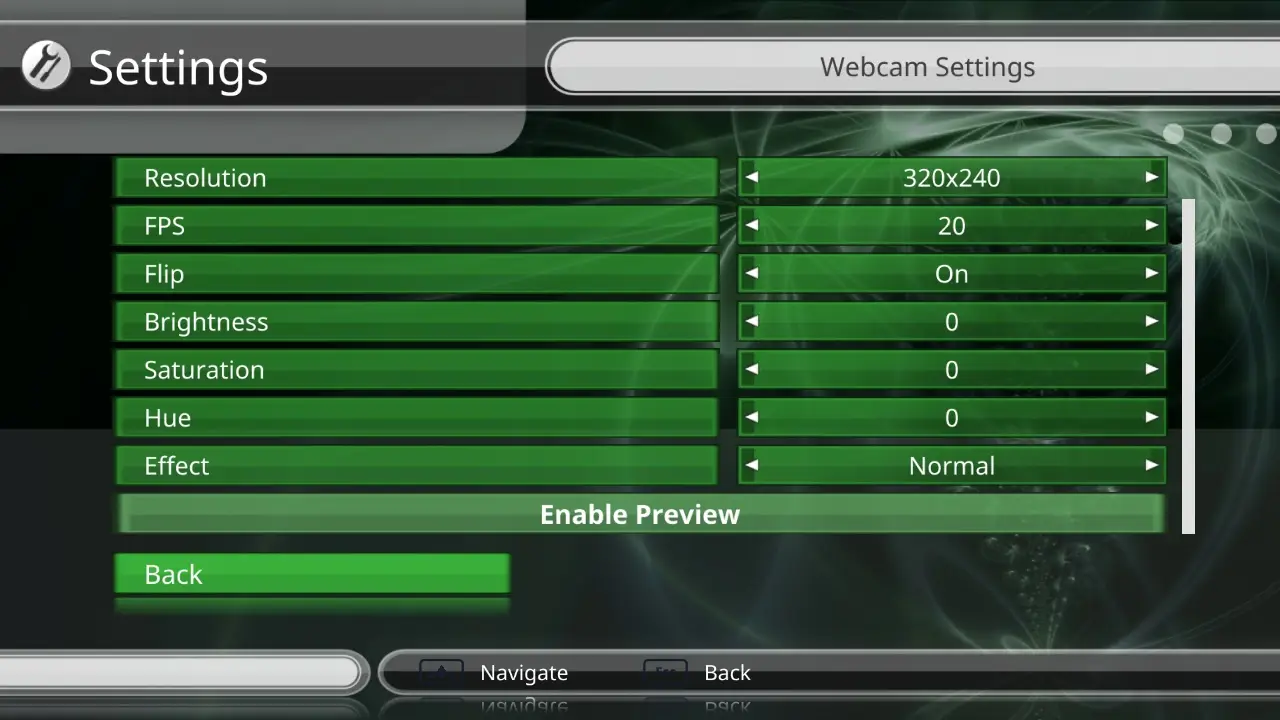 Settings
Webcam Settings
Resolution 320x240
FPS 20
Flip On
Brightness 0
Saturation 0
Hue 0
Effect Normal
Enable Preview
Back
Navigate Esc Back